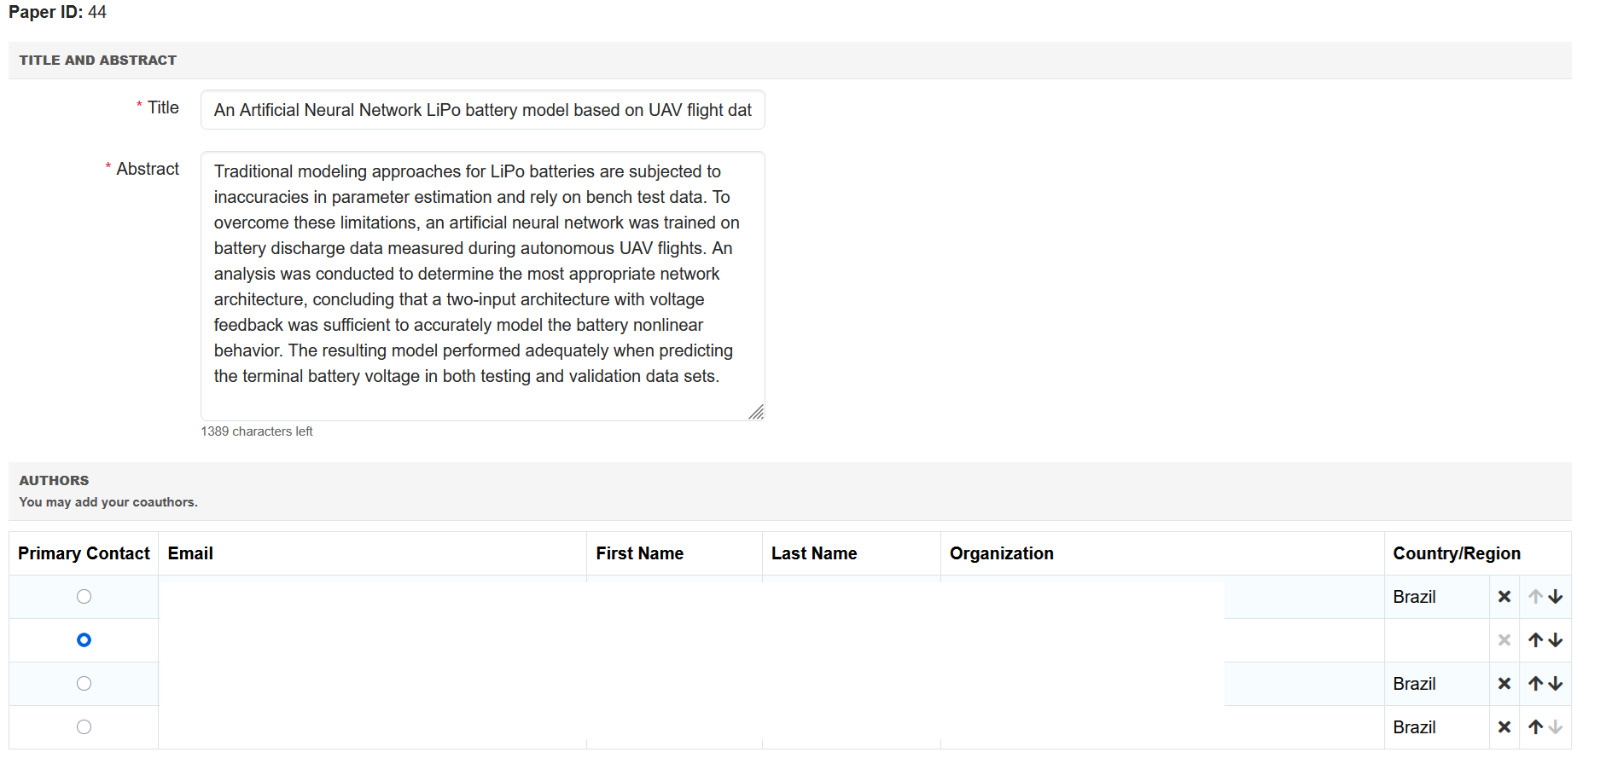 Paper ID: 44
TITLE AND ABSTRACT
* Title
An Artificial Neural Network LiPo battery model based on UAV flight dat
* Abstract
Traditional modeling approaches for LiPo batteries are subjected to
inaccuracies in parameter estimation and rely on bench test data. To
overcome these limitations, an artificial neural network was trained on
battery discharge data measured during autonomous UAV flights. An
analysis was conducted to determine the most appropriate network
architecture, concluding that a two-input architecture with voltage
feedback was sufficient to accurately model the battery nonlinear
behavior. The resulting model performed adequately when predicting
the terminal battery voltage in both testing and validation data sets.
1389 characters left
AUTHORS
You may add your coauthors.
Primary Contact Email First Name Last Name Organization Country/Region
Brazil
Brazil
Brazil